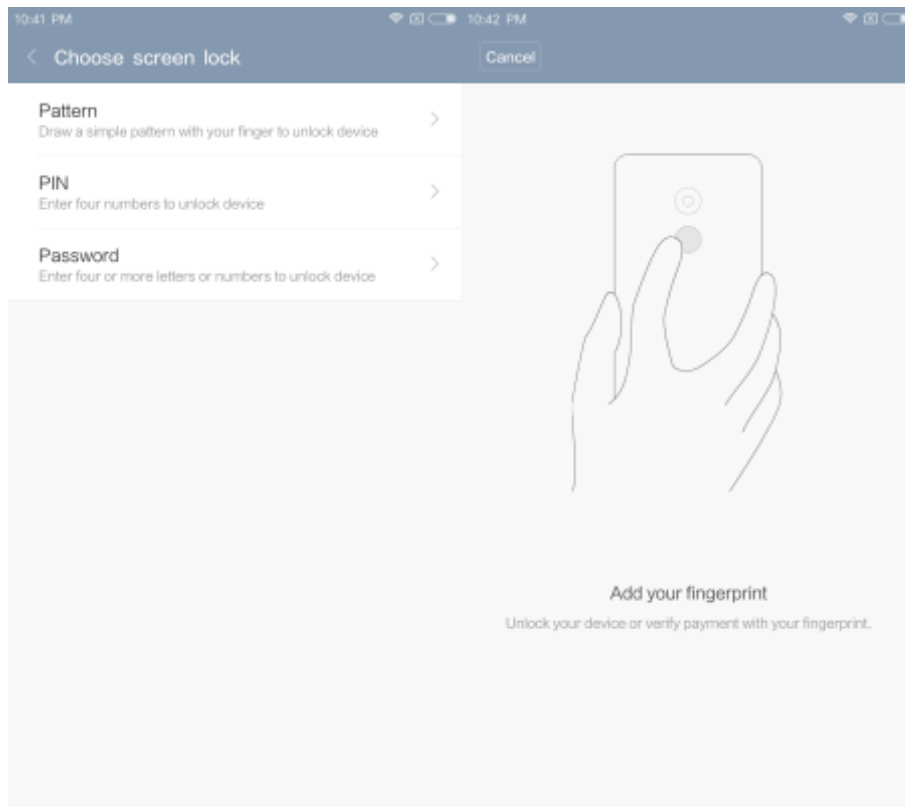 10:41 PM
Choose screen lock
Pattern
Draw a simple pattern with your finger to unlock device
PIN
Enter four numbers to unlock device
Password
Enter four or more letters or numbers to unlock device
10:42 PM
Cancel
Add your fingerprint
Unlock your device or verify payment with your fingerprint.